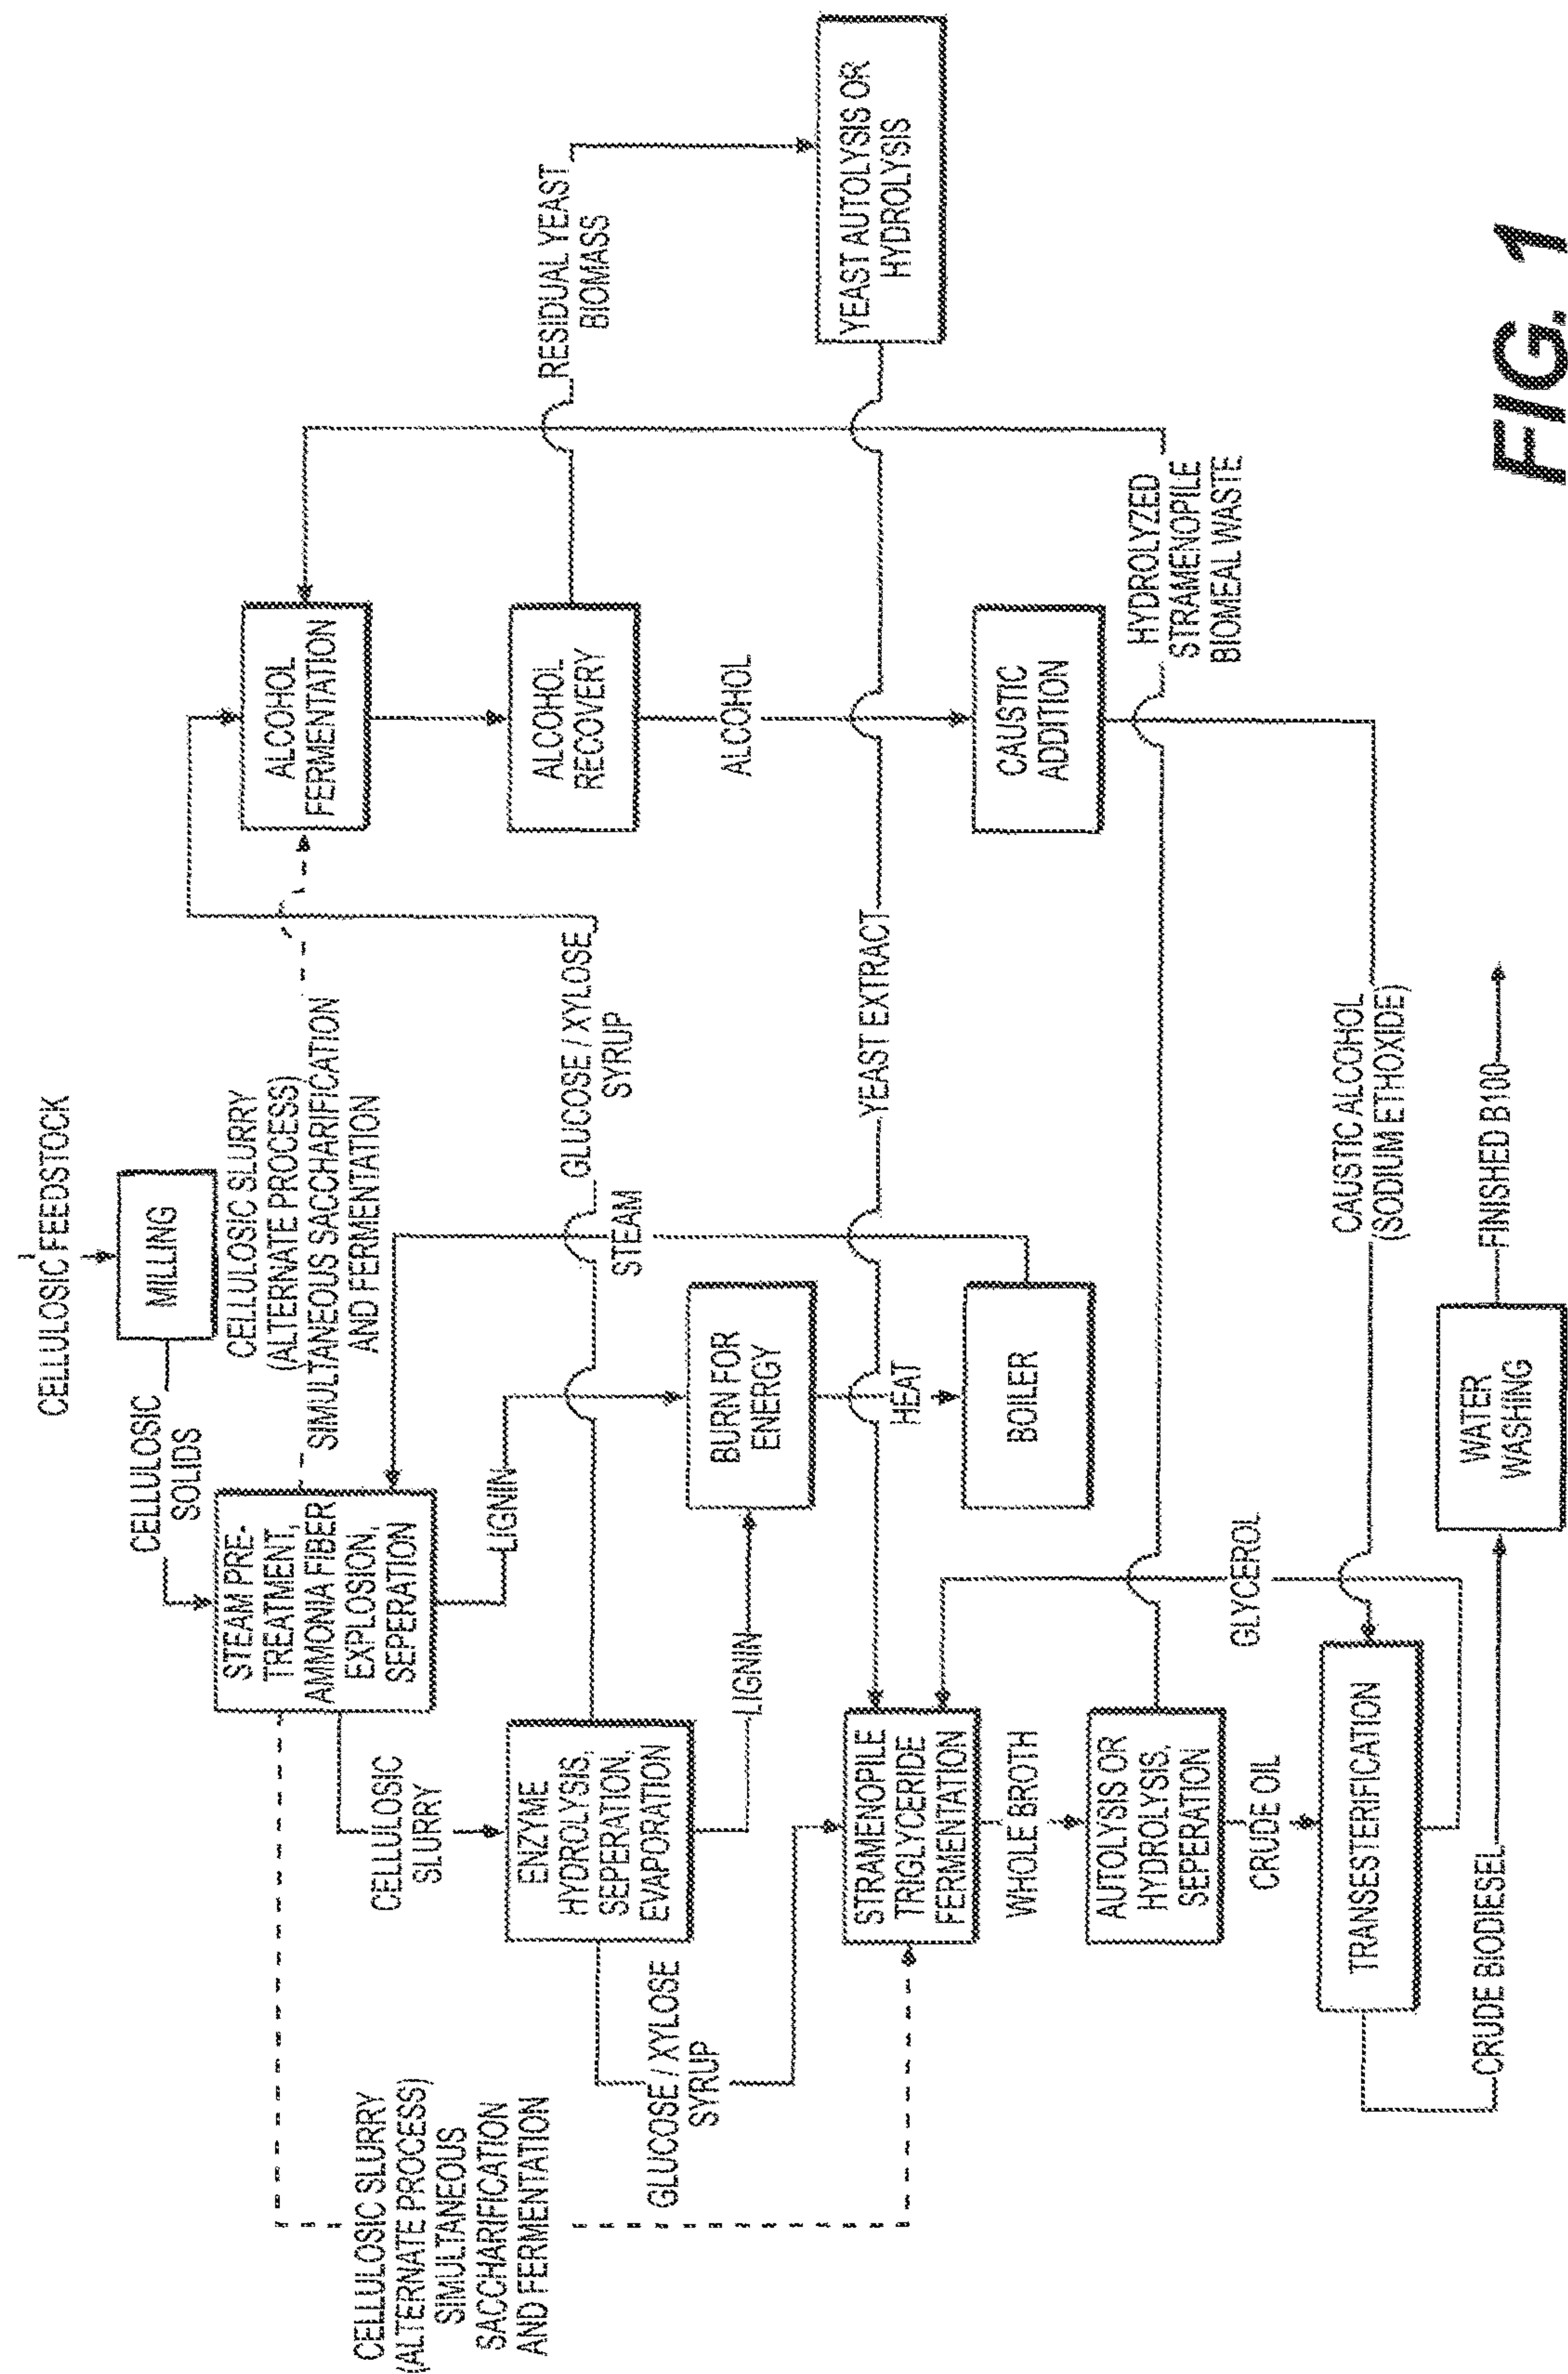 CELLULOSIC FEEDSTOCK
MILLING
CELLULOSIC
SOLIDS
STEAM PRE-
TREATMENT,
AMMONIA FIBER
EXPLOSION,
SEPERATION
CELLULOSIC SLURRY
(ALTERNATE PROCESS)
SIMULTANEOUS SACCHARIFICATION
AND FERMENTATION
ALCOHOL
FERMENTATION
CELLULOSIC SLURRY
(ALTERNATE PROCESS)
SIMULTANEOUS
SACCHARIFICATION
AND FERMENTATION
CELLULOSIC
SLURRY
LIGNIN
ENZYME
HYDROLYSIS,
SEPERATION,
EVAPORATION
GLUCOSE / XYLOSE
SYRUP
STEAM
ALCOHOL
RECOVERY
RESIDUAL YEAST
BIOMASS
GLUCOSE / XYLOSE
SYRUP
LIGNIN
BURN FOR
ENERGY
ALCOHOL
YEAST AUTOLYSIS OR
HYDROLYSIS
STRAMENOPILE
TRIGLYCERIDE
FERMENTATION
HEAT
YEAST EXTRACT
WHOLE BROTH
BOILER
CAUSTIC
ADDITION
AUTOLYSIS OR
HYDROLYSIS,
SEPERATION
HYDROLYZED
STRAMENOPILE
BIOMEAL WASTE
CRUDE OIL
GLYCEROL
TRANSESTERIFICATION
CAUSTIC ALCOHOL
(SODIUM ETHOXIDE)
CRUDE BIODIESEL
WATER
WASHING
FINISHED B100
FIG. 1